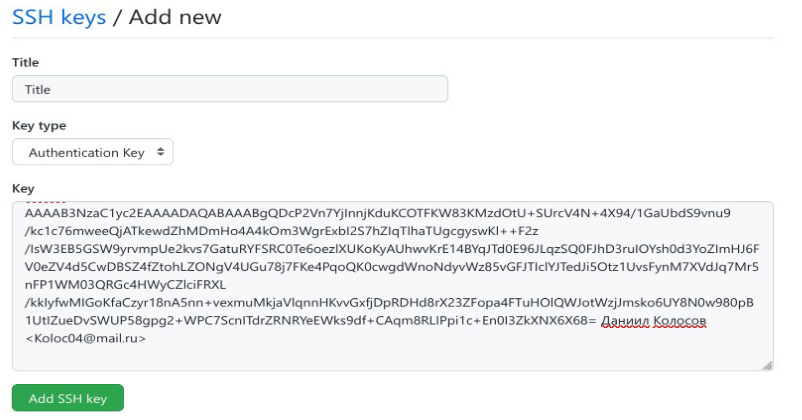 SSH keys / Add new
Title
Title
Key type
Authentication Key
Key
AAAAB3NzaC1yc2EAAAADAQABAAABgQDcP2Vn7YjInnjKduKCOTFKW83KMzdOtU+SUrcV4N+4X94/1GaUbdS9vnu9
/kc1c76mweeQjATkewdZhMDmHo4A4kOm3WgrExbI2S7hZIqTlhaTUgcgyswKl++F2z
/IsW3EB5GSW9yrvmpUe2kvs7GatuRYFSRC0Te6oezlXUKoKyAUhwvKrE14BYqJTd0E96JLqzSQ0FJhD3ruIOYsh0d3YoZImHJ6F
V0eZV4d5CwDBSZ4fZtohLZONgV4UGu78j7FKe4PqoQK0cwgdWnoNdyvWz85vGFJTIclYJTedJi5Otz1UvsFynM7XVdJq7Mr5
nFP1WM03QRGc4HWyCZlciFRXL
/kkIyfwMIGoKfaCzyr18nA5nn+vexmuMkjaVlqnnHKvvGxfjDpRDHd8rX23ZFopa4FTuHOlQWJotWzjJmsko6UY8N0w980pB
1UtIZueDvSWUP58gpg2+WPC7ScnITdrZRNRYeEWks9df+CAqm8RLIPpi1c+En0I3ZkXNX6X68= Даниил Колосов
<Koloc04@mail.ru>
Add SSH key